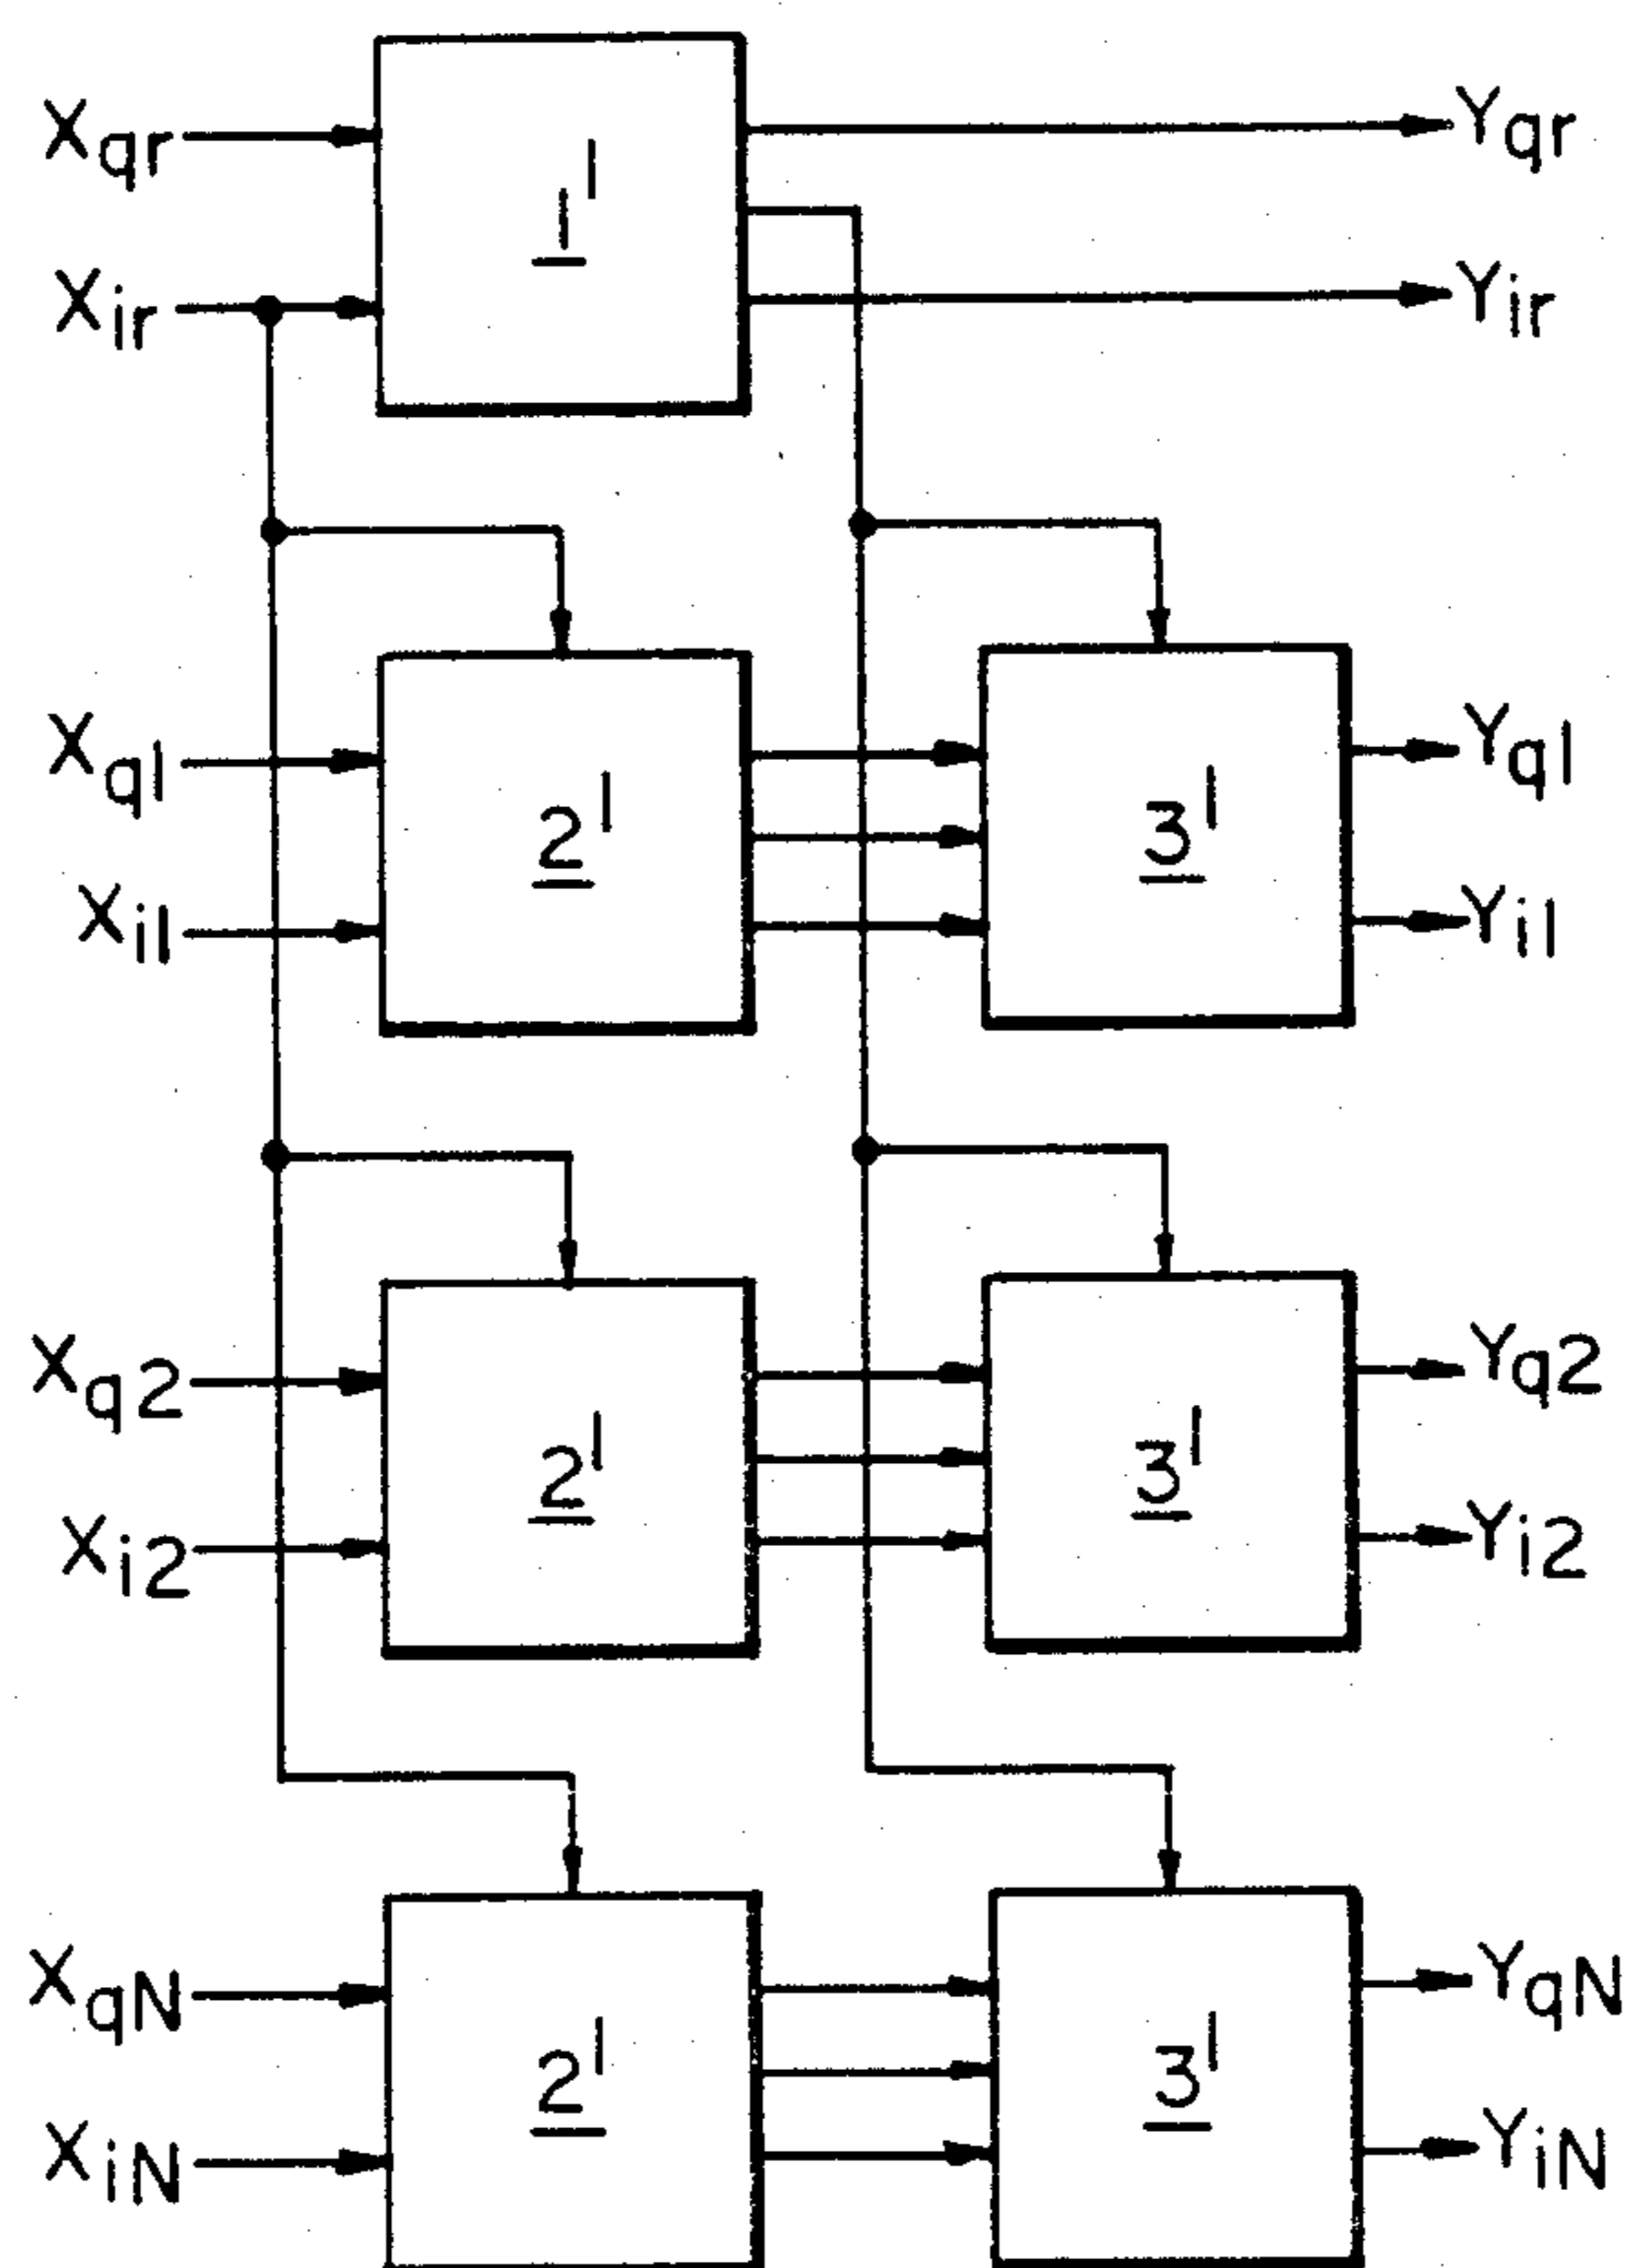 Xqr 1' Yqr
Xir Yir
Xq1 2' 3' Yq1
Xi1 Yi1
Xq2 2' 3' Yq2
Xi2 Yi2
XqN 2' 3' YqN
XiN YiN